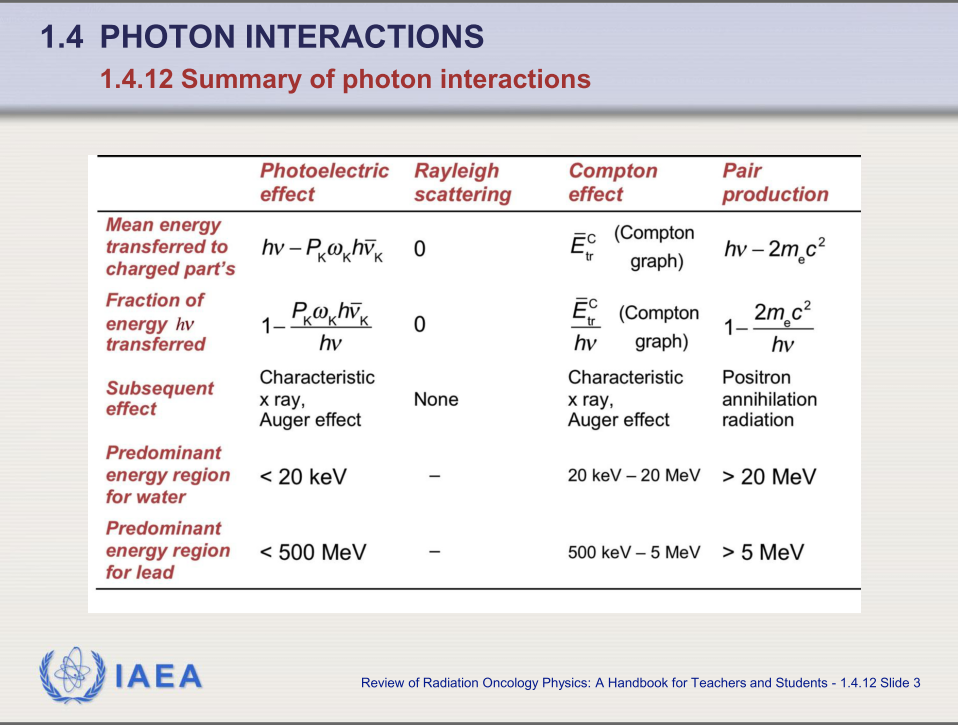 1.4 PHOTON INTERACTIONS
1.4.12 Summary of photon interactions
Photoelectric effect
Rayleigh scattering
Compton effect
Pair production
Mean energy
transferred to
charged part's
hν – P_K ω_K hν̄_K
0
Ē_tr^C (Compton
graph)
hν – 2m_e c²
Fraction of
energy hν
transferred
1– P_K ω_K hν̄_K / hν
0
Ē_tr^C / hν (Compton
graph)
1– 2m_e c² / hν
Subsequent
effect
Characteristic
x ray,
Auger effect
None
Characteristic
x ray,
Auger effect
Positron
annihilation
radiation
Predominant
energy region
for water
< 20 keV
–
20 keV – 20 MeV
> 20 MeV
Predominant
energy region
for lead
< 500 MeV
–
500 keV – 5 MeV
> 5 MeV
IAEA
Review of Radiation Oncology Physics: A Handbook for Teachers and Students - 1.4.12 Slide 3